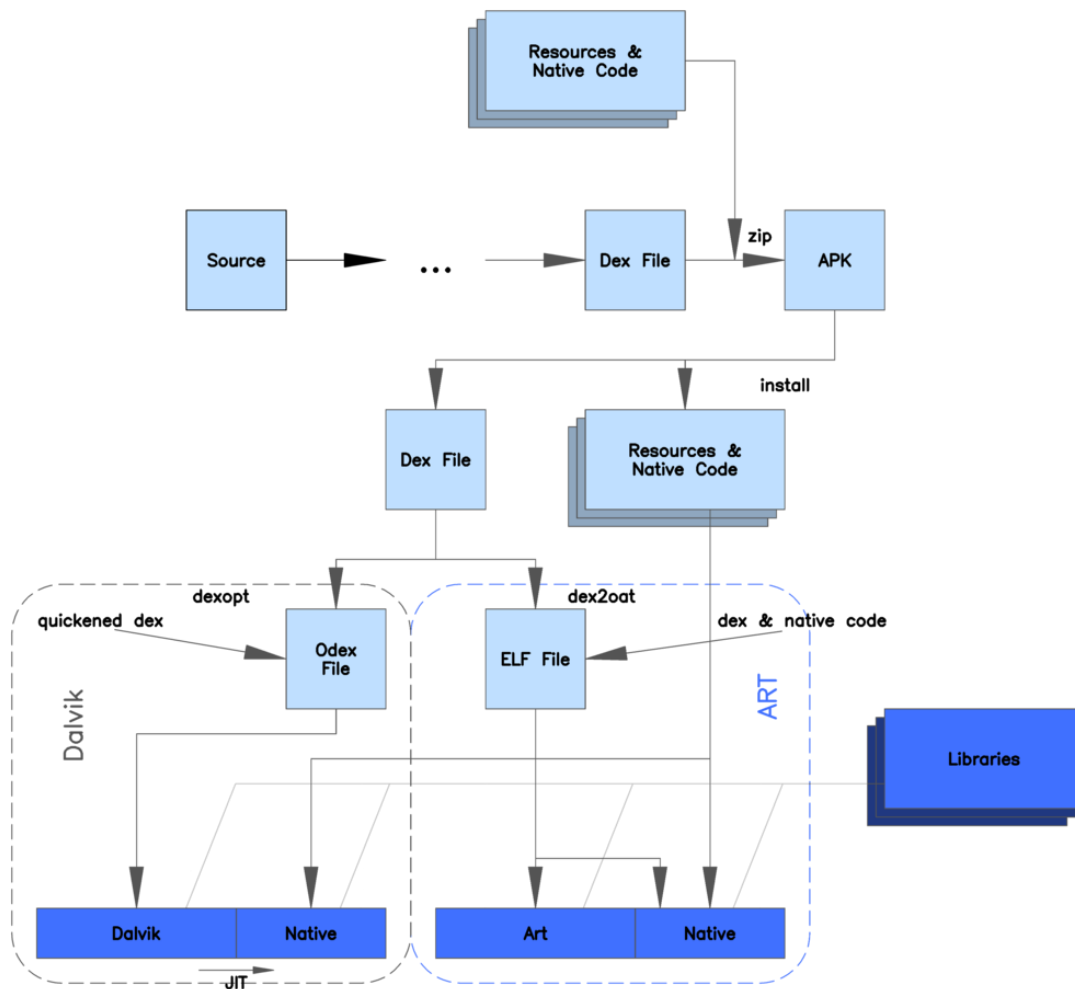 Resources &
Native Code
Source
...
Dex File
zip
APK
install
Dex File
Resources &
Native Code
dexopt
dex2oat
quickened dex
dex & native code
Odex
File
ELF File
Dalvik
ART
Libraries
Dalvik
Native
Art
Native
JIT